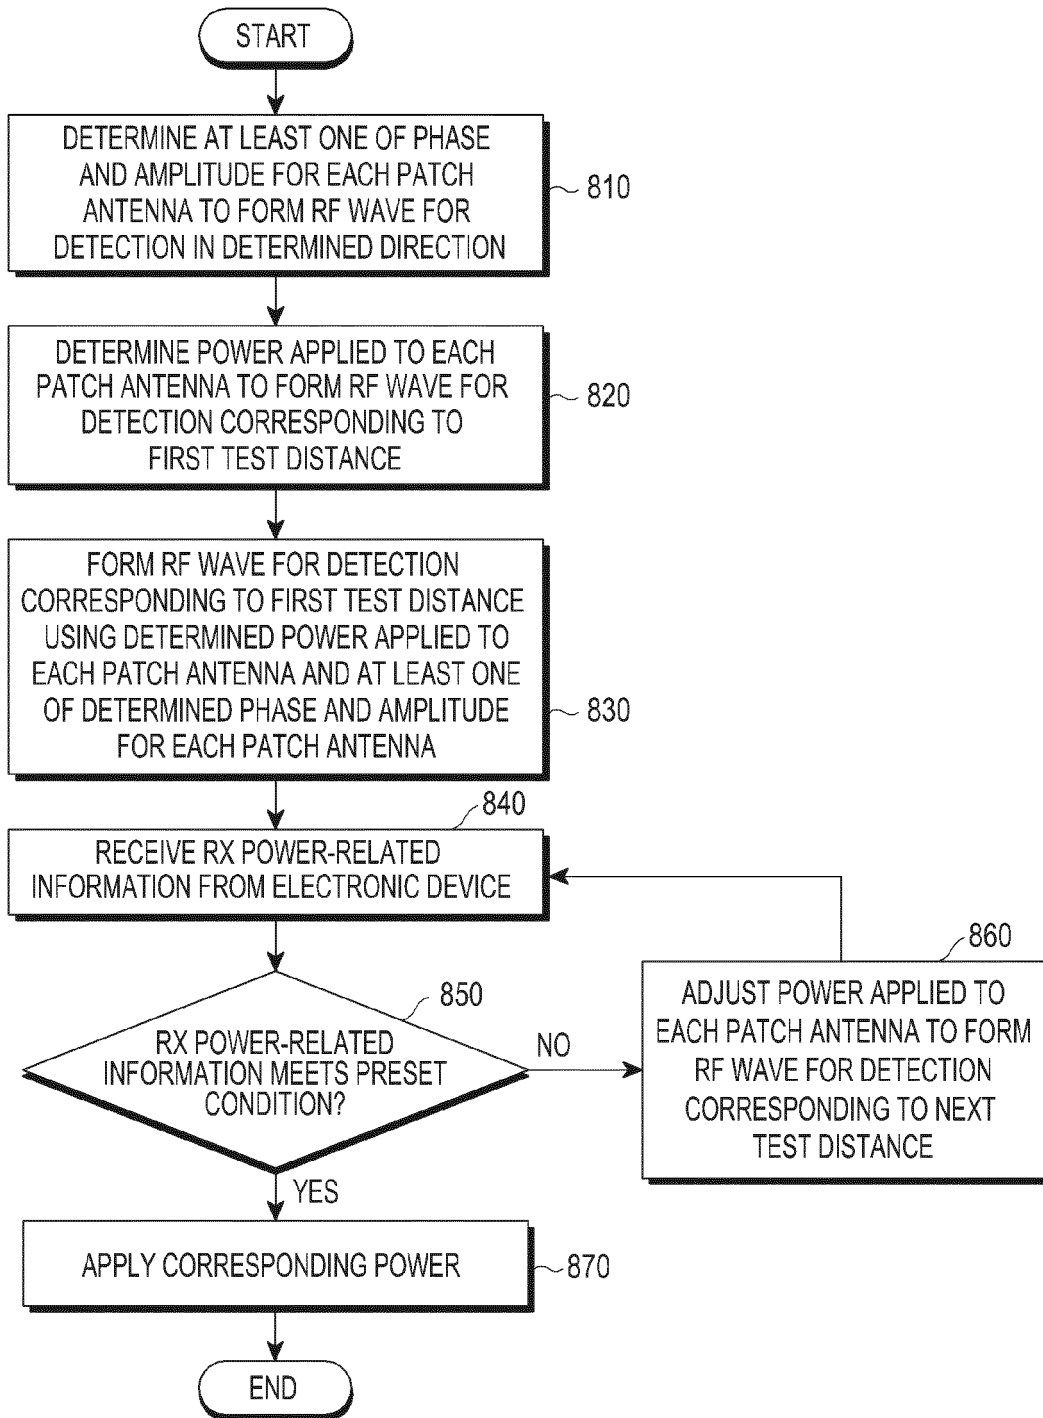 START
DETERMINE AT LEAST ONE OF PHASE
AND AMPLITUDE FOR EACH PATCH
ANTENNA TO FORM RF WAVE FOR
DETECTION IN DETERMINED DIRECTION
810
DETERMINE POWER APPLIED TO EACH
PATCH ANTENNA TO FORM RF WAVE FOR
DETECTION CORRESPONDING TO
FIRST TEST DISTANCE
820
FORM RF WAVE FOR DETECTION
CORRESPONDING TO FIRST TEST DISTANCE
USING DETERMINED POWER APPLIED TO
EACH PATCH ANTENNA AND AT LEAST ONE
OF DETERMINED PHASE AND AMPLITUDE
FOR EACH PATCH ANTENNA
830
840
RECEIVE RX POWER-RELATED
INFORMATION FROM ELECTRONIC DEVICE
850
RX POWER-RELATED
INFORMATION MEETS PRESET
CONDITION?
NO
860
ADJUST POWER APPLIED TO
EACH PATCH ANTENNA TO FORM
RF WAVE FOR DETECTION
CORRESPONDING TO NEXT
TEST DISTANCE
YES
APPLY CORRESPONDING POWER
870
END